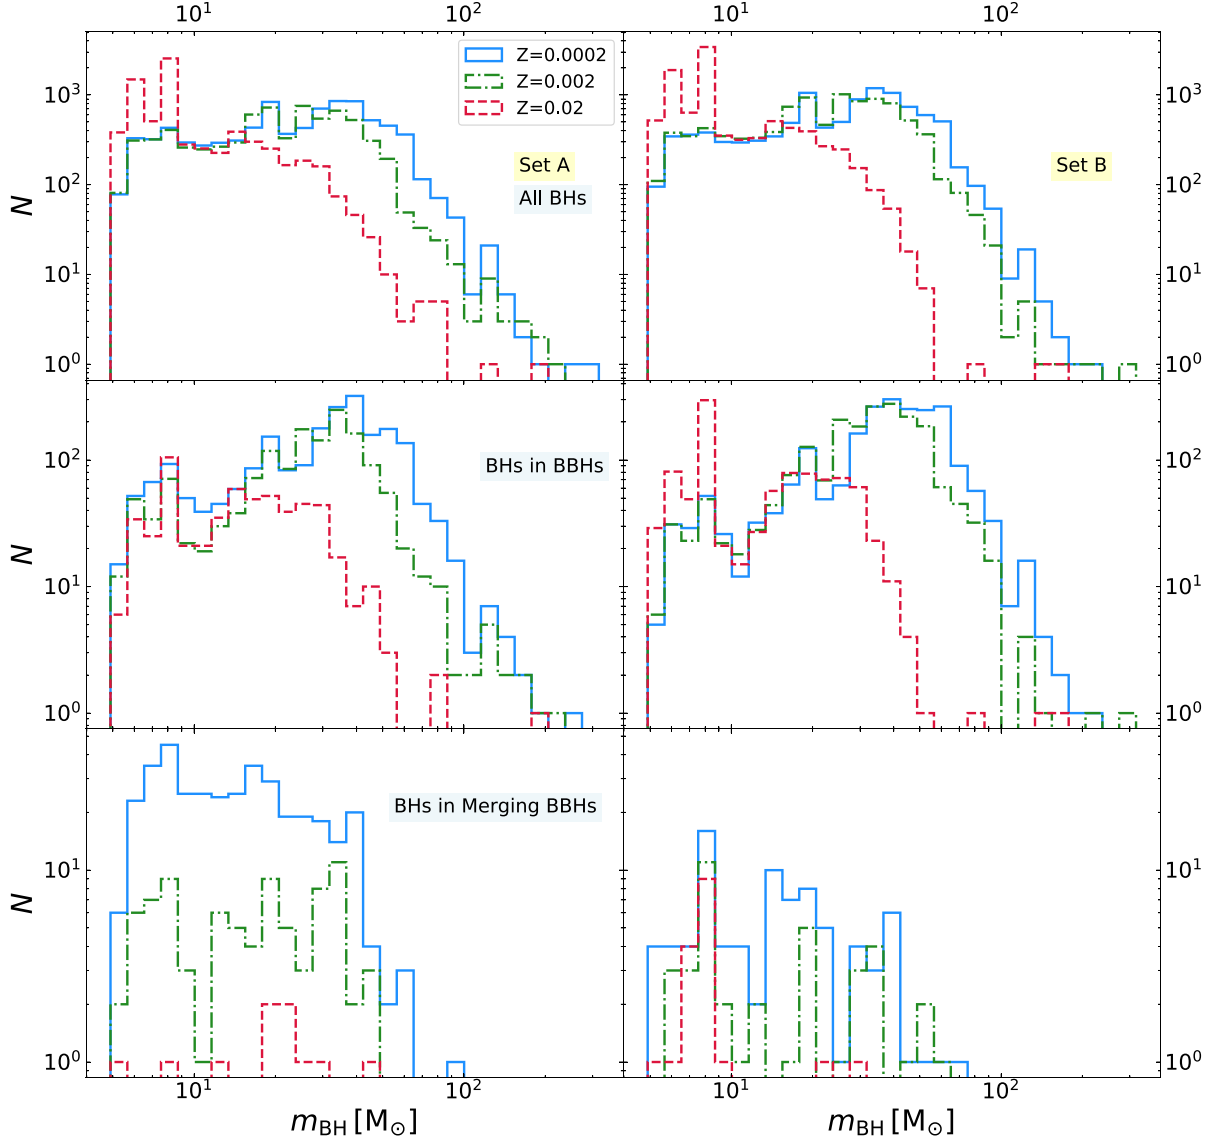 10¹ 10² 10¹ 10²
Z=0.0002
Z=0.002
Z=0.02
Set A
All BHs
Set B
N
10³
10²
10¹
10⁰
10³
10²
10¹
10⁰
BHs in BBHs
N
10²
10¹
10⁰
10²
10¹
10⁰
BHs in Merging BBHs
N
10¹
10⁰
10¹
10⁰
10¹ 10² 10¹ 10²
m_BH [M_⊙] m_BH [M_⊙]